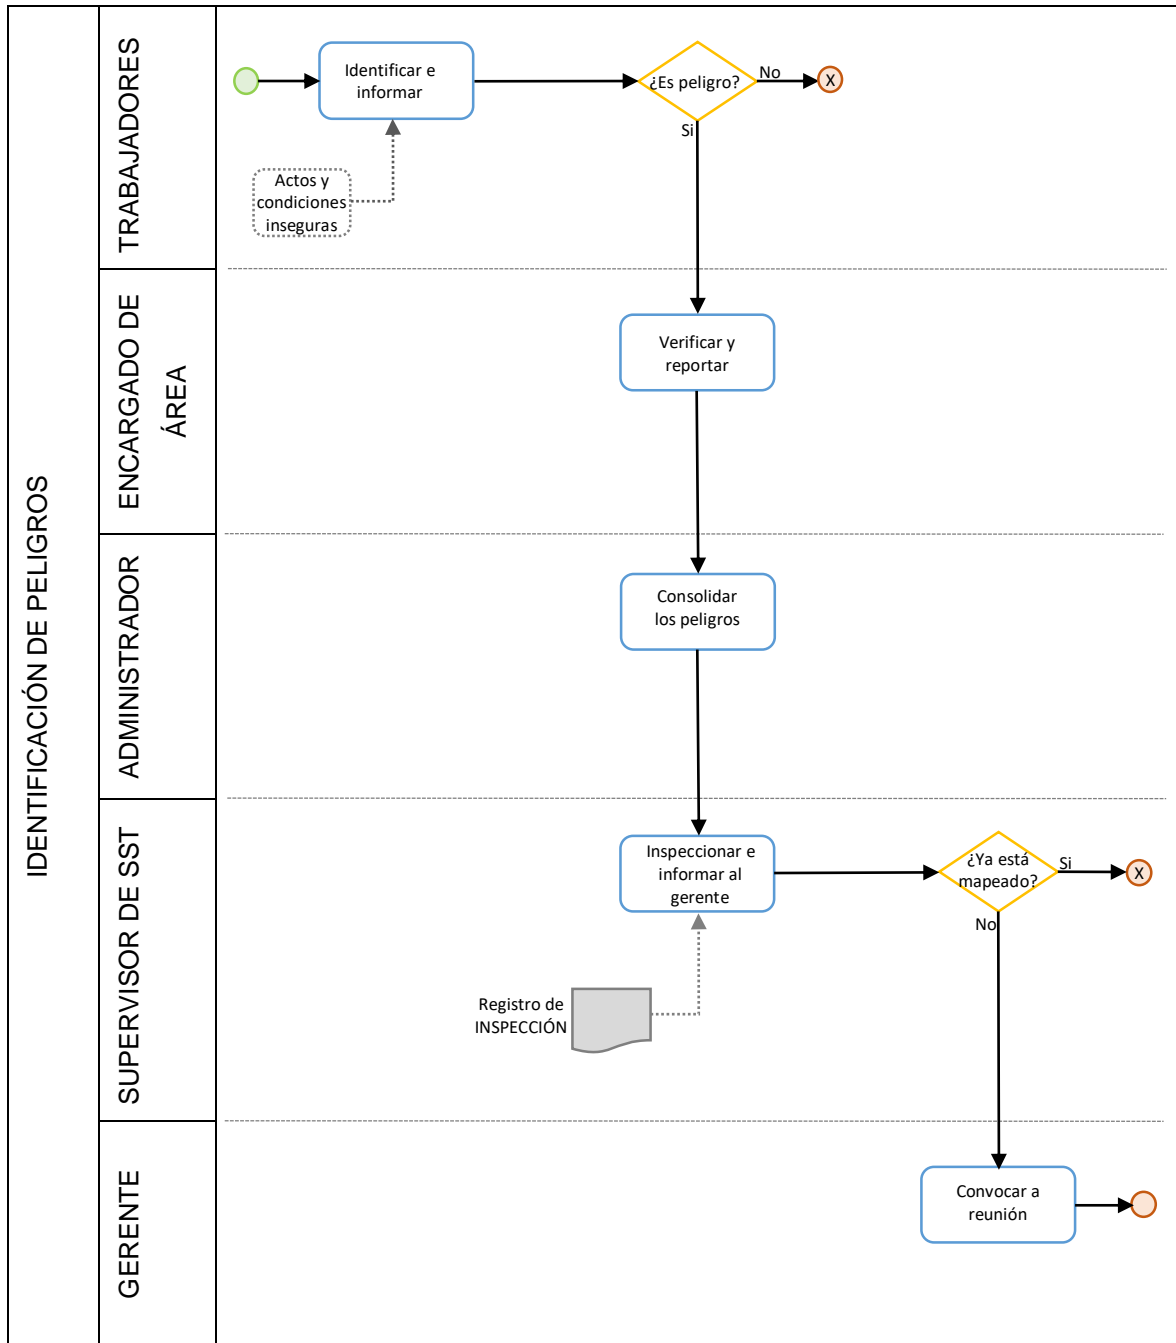 IDENTIFICACIÓN DE PELIGROS
TRABAJADORES
Identificar e
informar
¿Es peligro?
No
X
Si
Actos y
condiciones
inseguras
ENCARGADO DE
ÁREA
Verificar y
reportar
ADMINISTRADOR
Consolidar
los peligros
SUPERVISOR DE SST
Inspeccionar e
informar al
gerente
¿Ya está
mapeado?
Si
X
No
Registro de
INSPECCIÓN
GERENTE
Convocar a
reunión